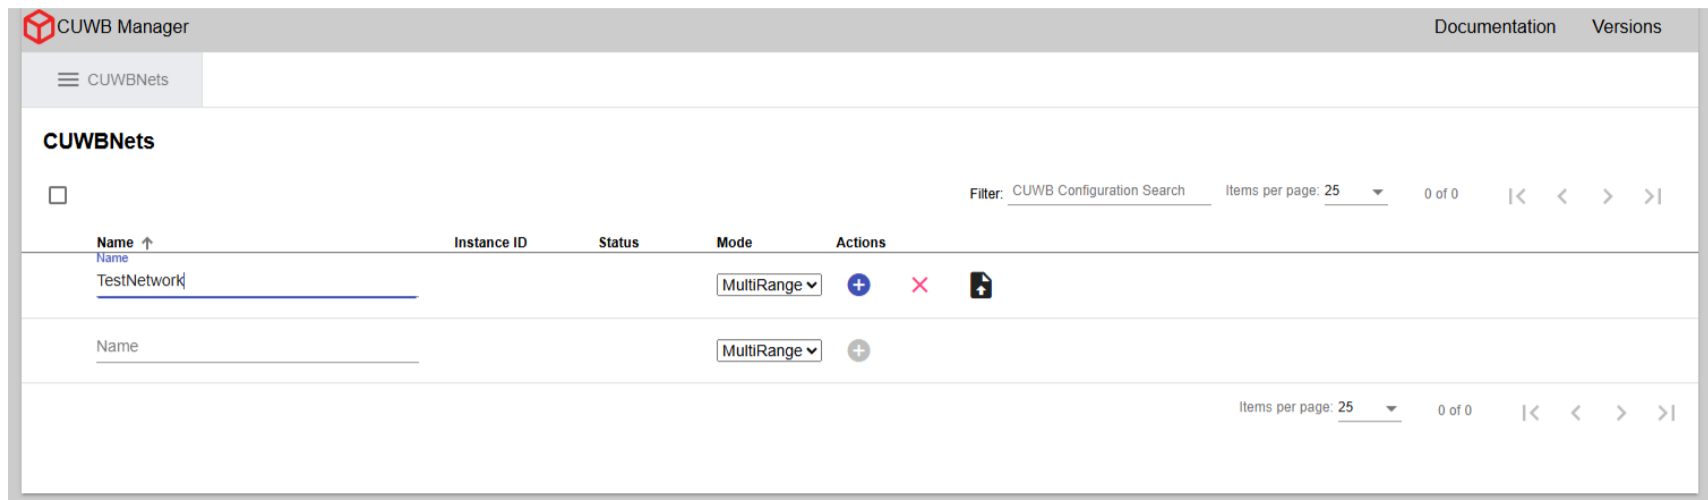 CUWB Manager Documentation Versions
CUWBNets
CUWBNets
Filter: CUWB Configuration Search Items per page: 25 0 of 0
Name Instance ID Status Mode Actions
Name
TestNetwork MultiRange
Name MultiRange
Items per page: 25 0 of 0